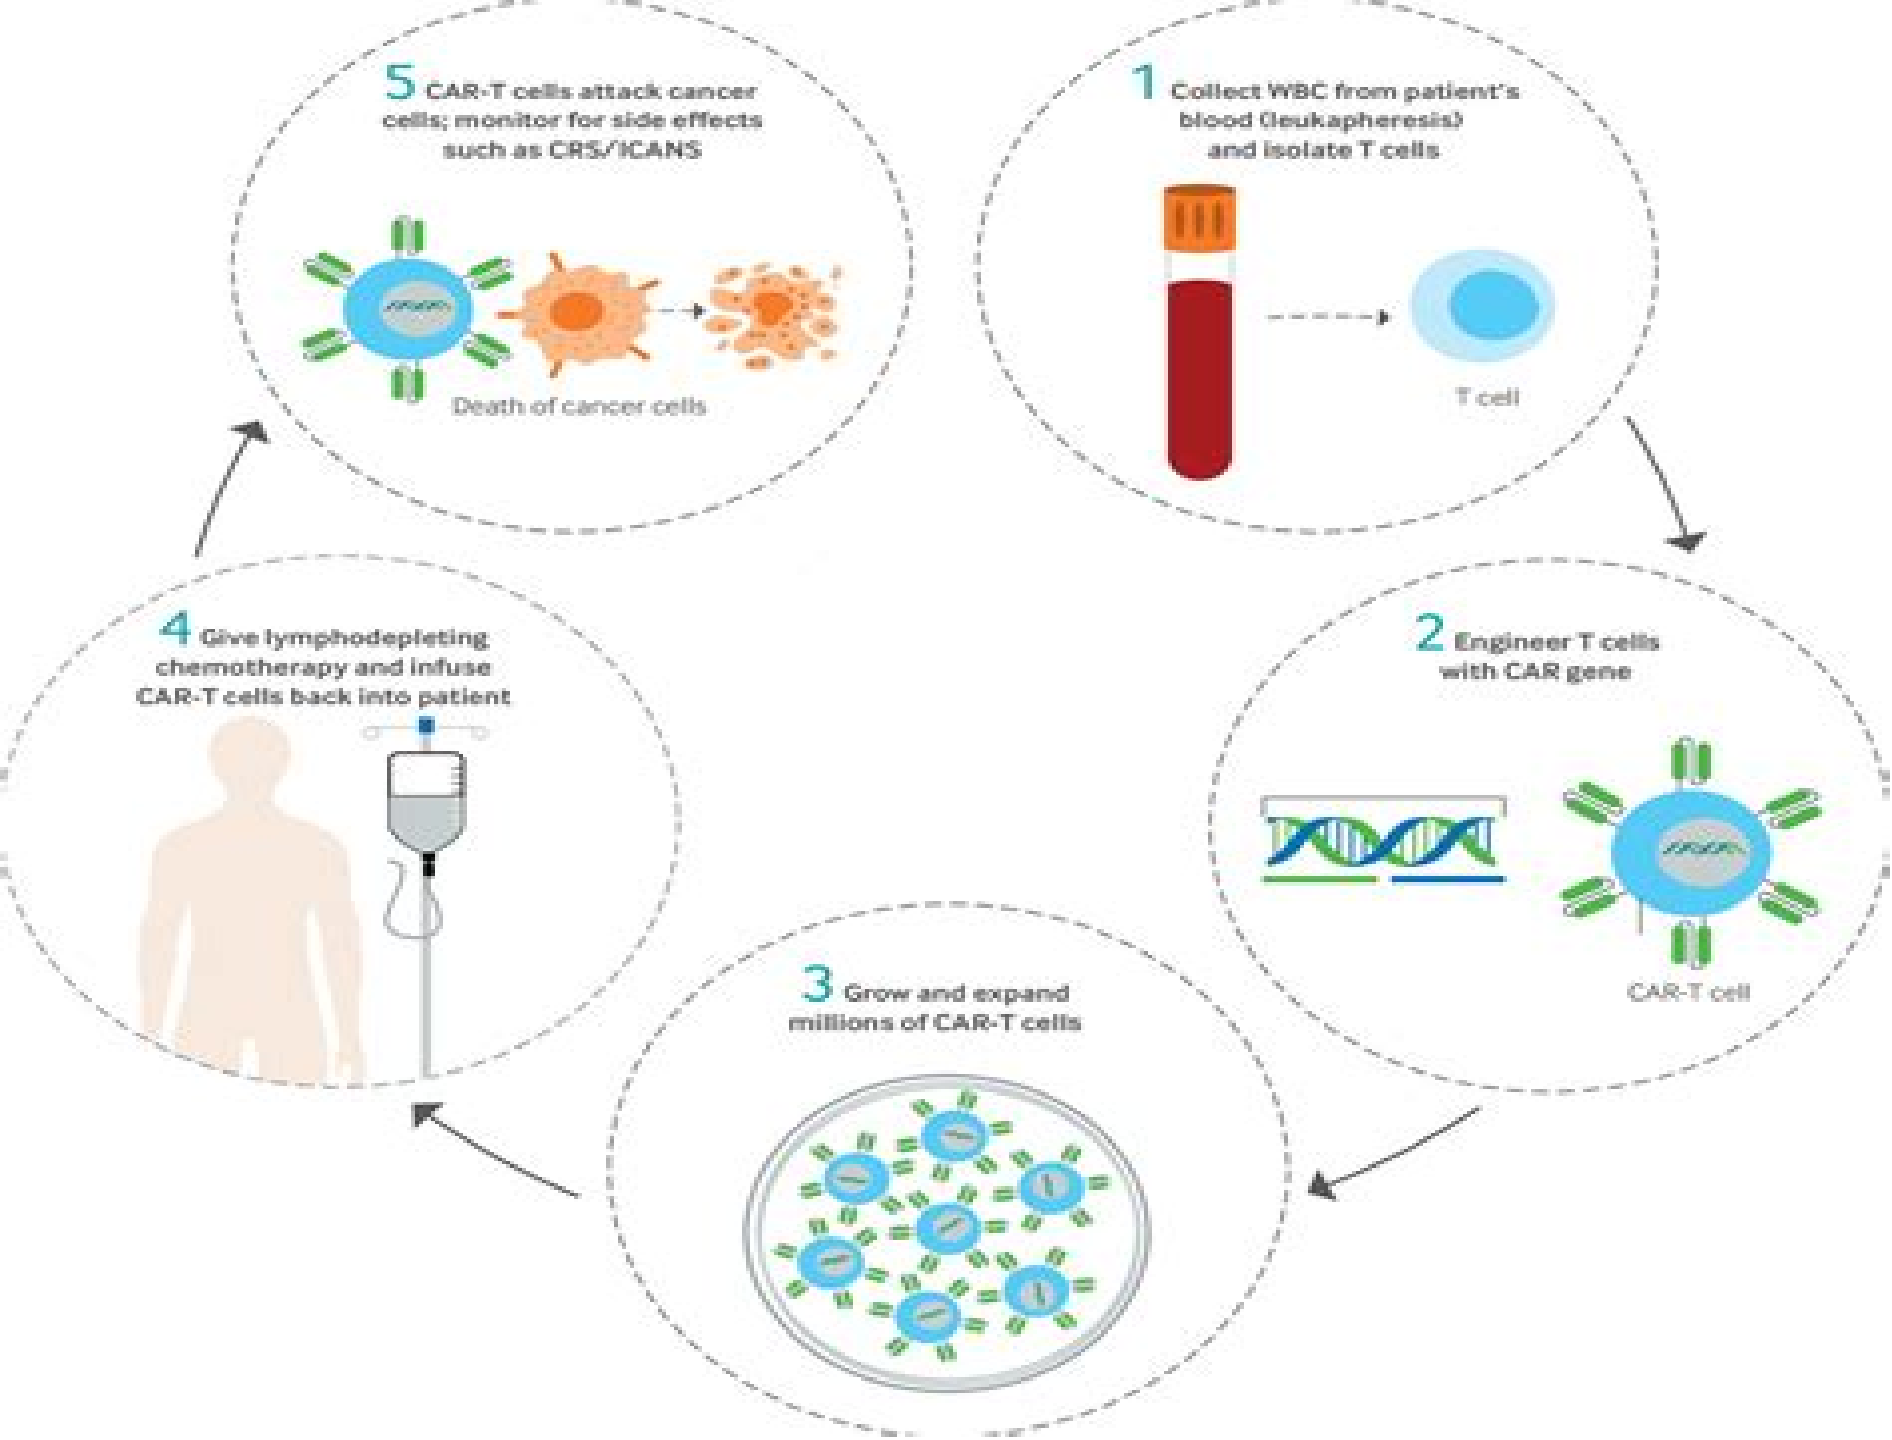 1 Collect WBC from patient's
blood (leukapheresis)
and isolate T cells
T cell
2 Engineer T cells
with CAR gene
CAR-T cell
3 Grow and expand
millions of CAR-T cells
4 Give lymphodepleting
chemotherapy and infuse
CAR-T cells back into patient
5 CAR-T cells attack cancer
cells; monitor for side effects
such as CRS/ICANS
Death of cancer cells